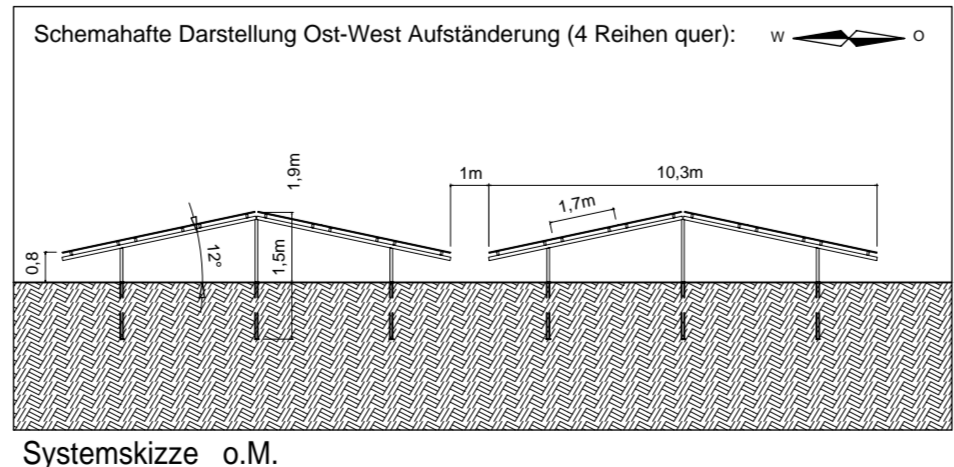 Schemahafte Darstellung Ost-West Aufständerung (4 Reihen quer):
W O
1,9m
1m
10,3m
1,7m
0,8
12°
1,5m
Systemskizze o.M.